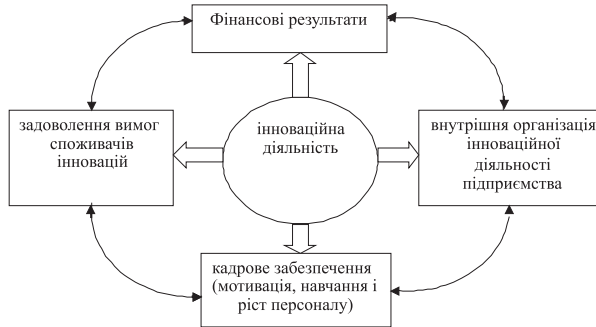 Фінансові результати
задоволення вимог
споживачів
інновацій
інноваційна
діяльність
внутрішня організація
інноваційної
діяльності
підприємства
кадрове забезпечення
(мотивація, навчання і
ріст персоналу)